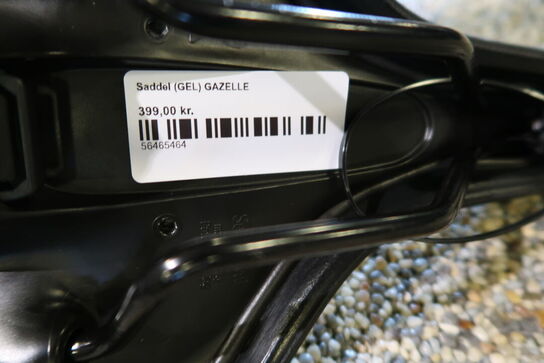 Saddel (GEL) GAZELLE
399,00 kr.
56465464